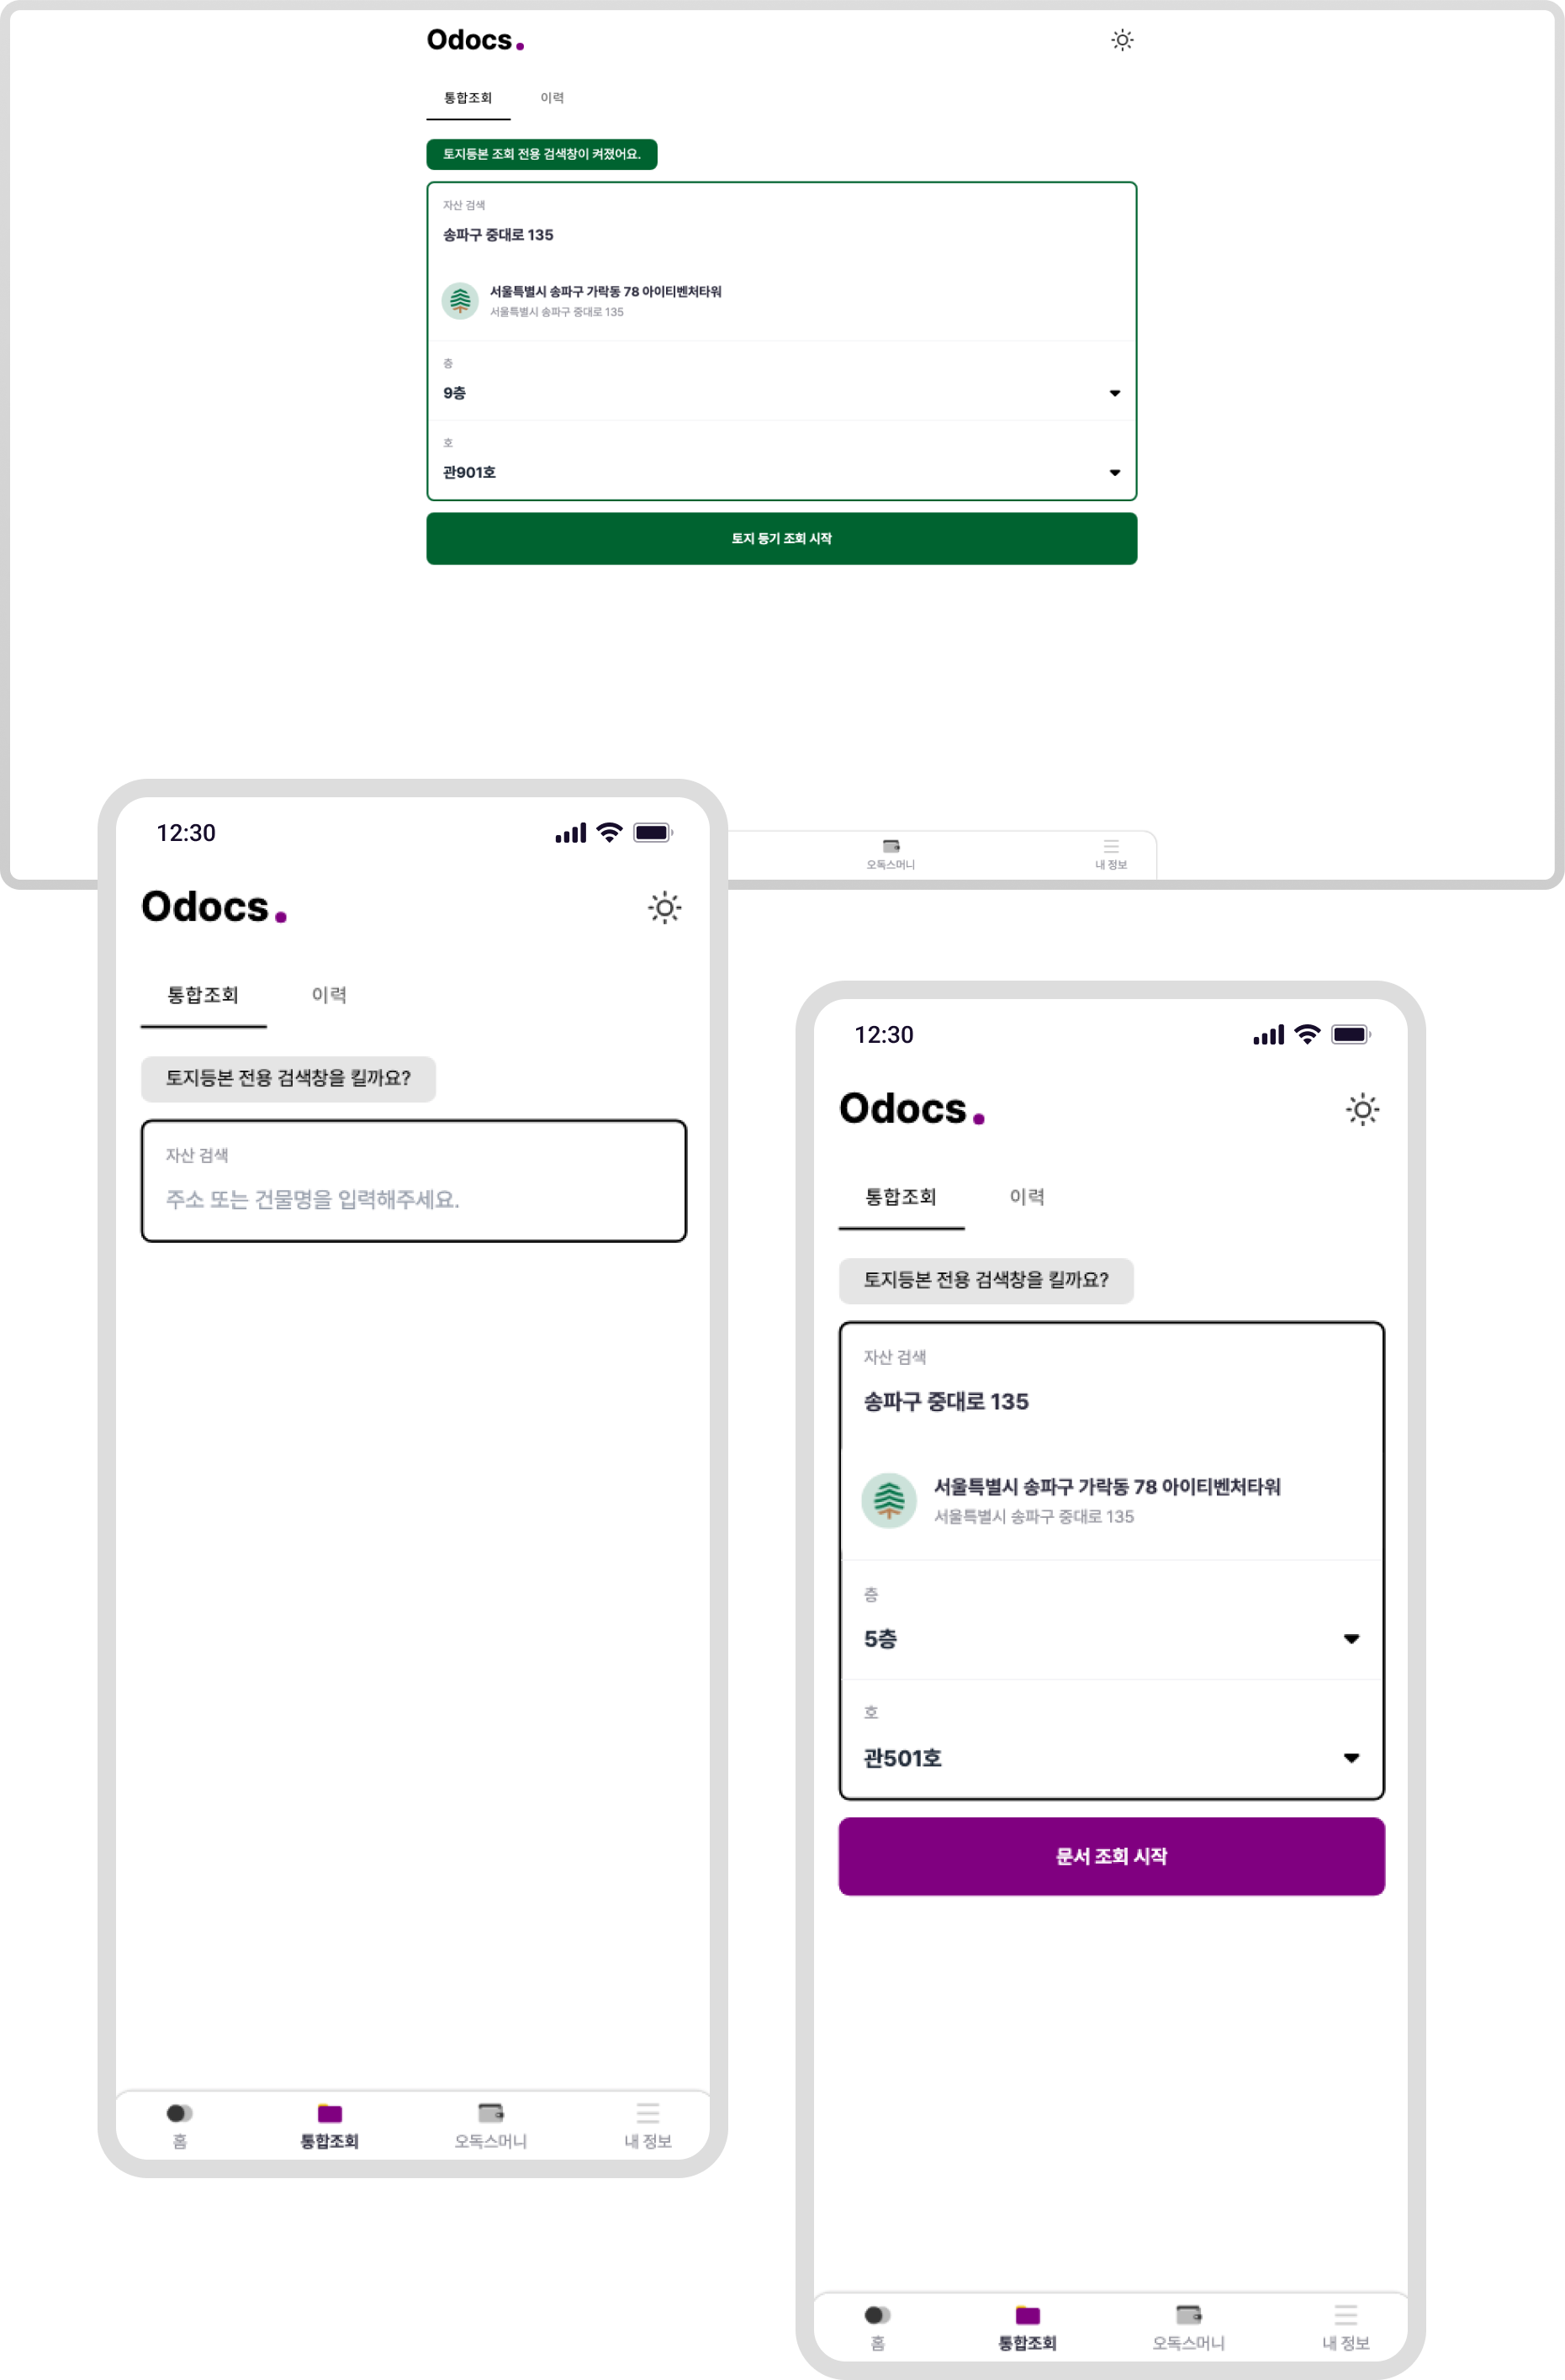 Odocs.
통합조회 이력
토지등본 조회 전용 검색창이 켜졌어요.
자산 검색
송파구 중대로 135
서울특별시 송파구 가락동 78 아이티벤처타워
서울특별시 송파구 중대로 135
층
9층
호
관901호
토지 등기 조회 시작
오독스머니 내 정보
12:30
Odocs.
통합조회 이력
토지등본 전용 검색창을 킬까요?
자산 검색
주소 또는 건물명을 입력해주세요.
홈 통합조회 오독스머니 내 정보
12:30
Odocs.
통합조회 이력
토지등본 전용 검색창을 킬까요?
자산 검색
송파구 중대로 135
서울특별시 송파구 가락동 78 아이티벤처타워
서울특별시 송파구 중대로 135
층
5층
호
관501호
문서 조회 시작
홈 통합조회 오독스머니 내 정보